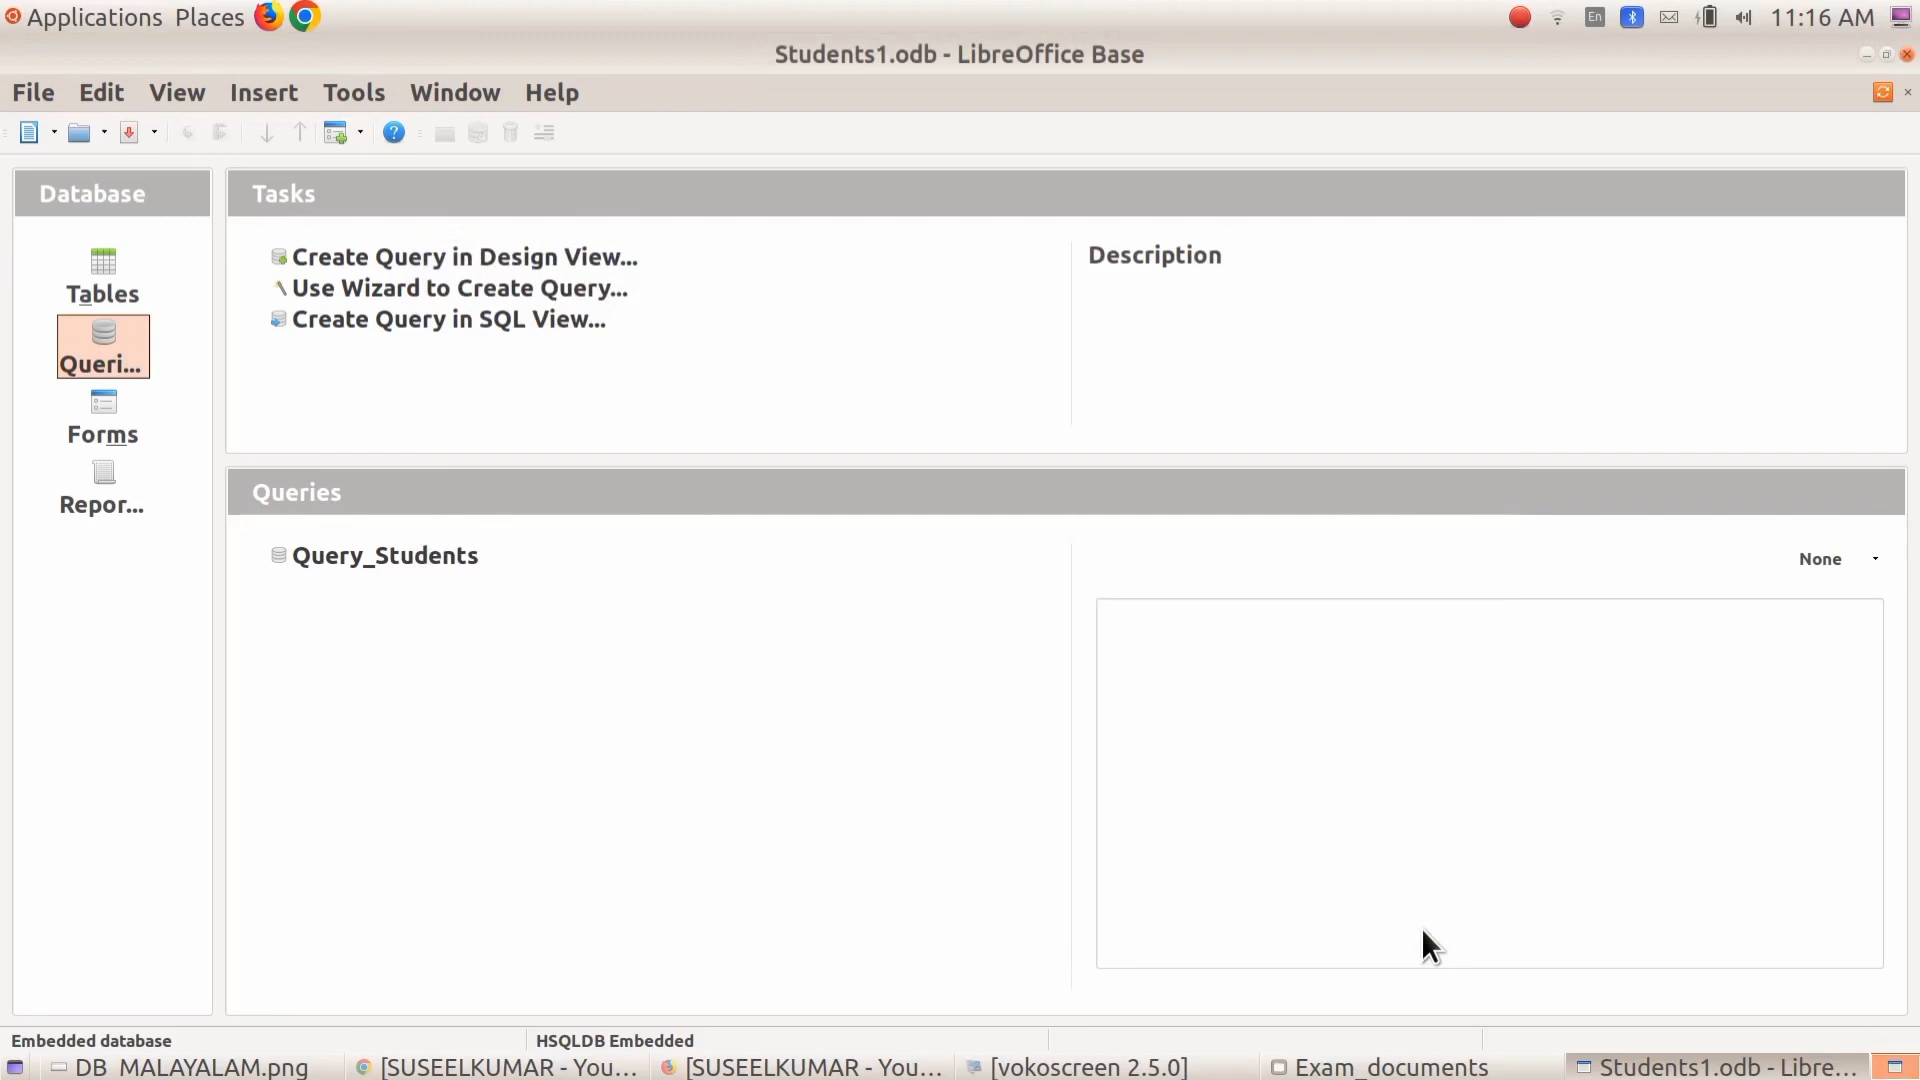 Applications Places En 11:16 AM
Students1.odb - LibreOffice Base
File Edit View Insert Tools Window Help
Database
Tables
Queri...
Forms
Repor...
Tasks
Create Query in Design View...
Use Wizard to Create Query...
Create Query in SQL View...
Description
Queries
Query_Students
None
Embedded database HSQLDB Embedded
DB MALAYALAM.png [SUSEELKUMAR - You... [SUSEELKUMAR - You... [vokoscreen 2.5.0] Exam_documents Students1.odb - Libre...